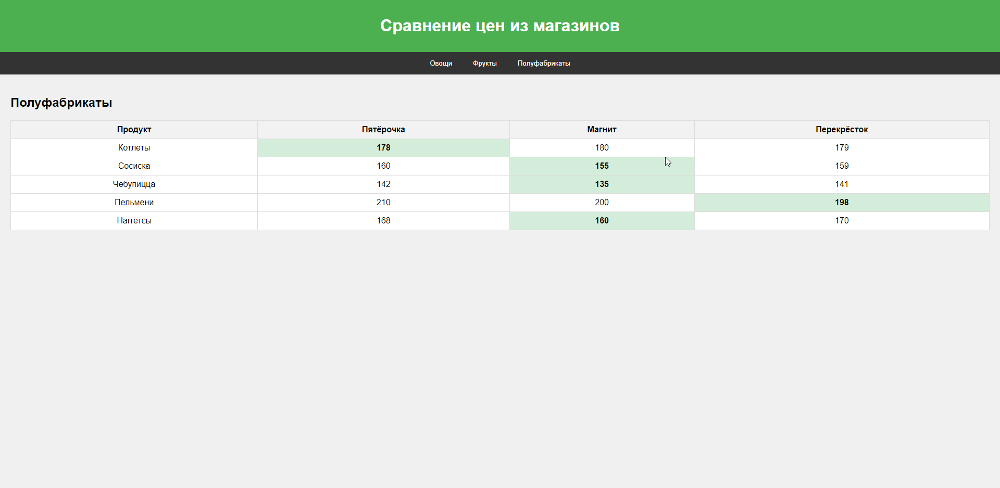 Сравнение цен из магазинов
Овощи Фрукты Полуфабрикаты
Полуфабрикаты
Продукт Пятёрочка Магнит Перекрёсток
Котлеты 178 180 179
Сосиска 160 155 159
Чебупицца 142 135 141
Пельмени 210 200 198
Наггетсы 168 160 170